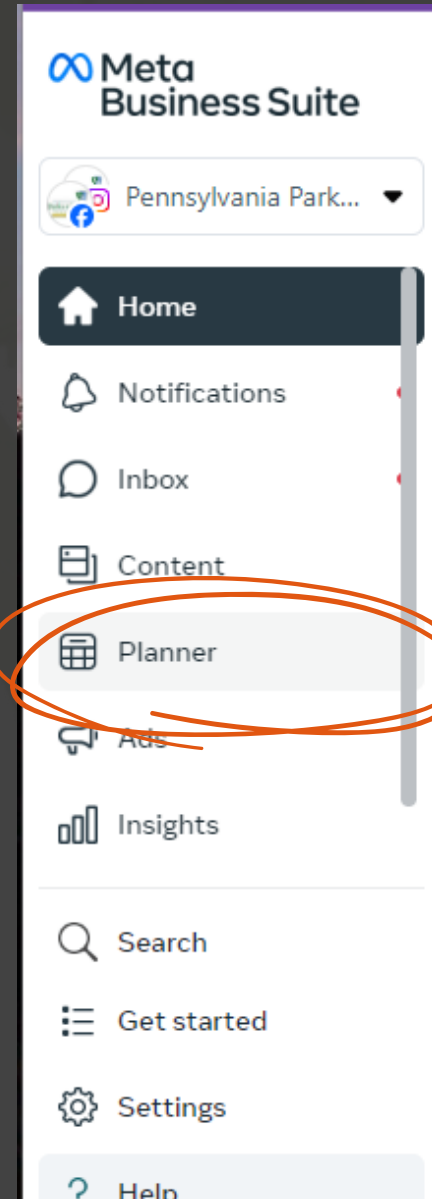 Meta
Business Suite
Pennsylvania Park...
Home
Notifications
Inbox
Content
Planner
Ads
Insights
Search
Get started
Settings
Help